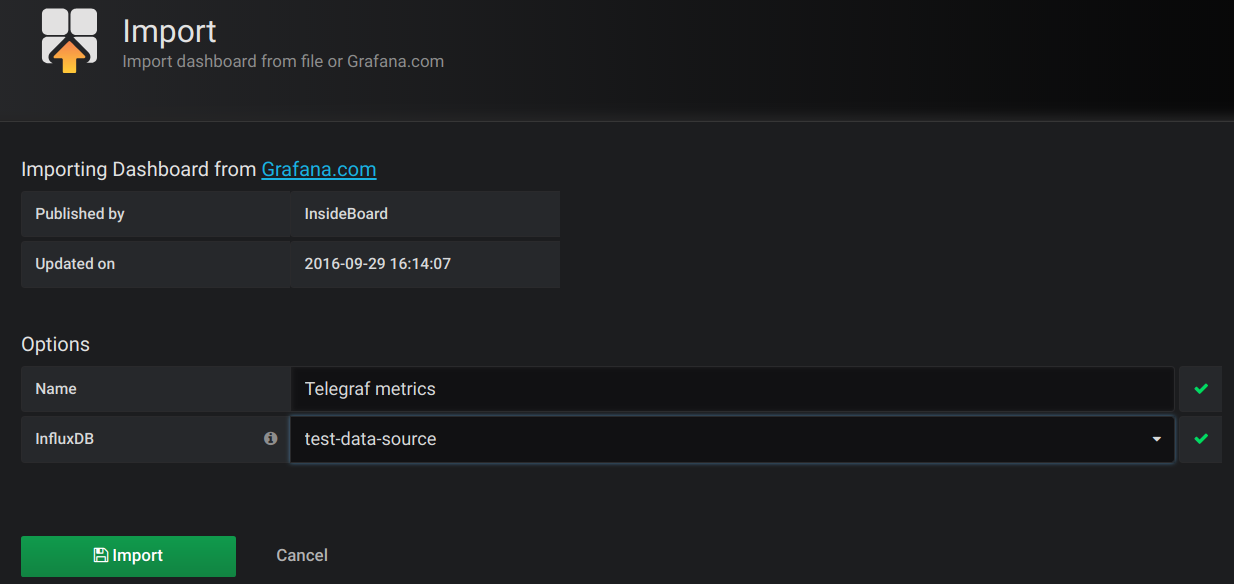 Import
Import dashboard from file or Grafana.com
Importing Dashboard from Grafana.com
Published by InsideBoard
Updated on 2016-09-29 16:14:07
Options
Name Telegraf metrics
InfluxDB test-data-source
Import Cancel